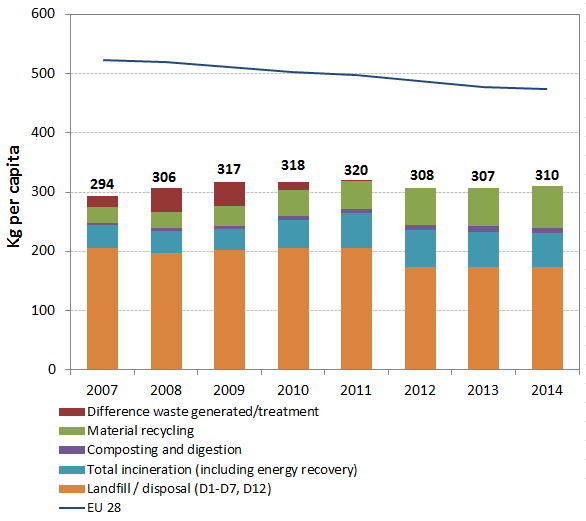 600
500
400
300
200
100
0
Kg per capita
294
306
317
318
320
308
307
310
2007 2008 2009 2010 2011 2012 2013 2014
Difference waste generated/treatment
Material recycling
Composting and digestion
Total incineration (including energy recovery)
Landfill / disposal (D1-D7, D12)
EU 28